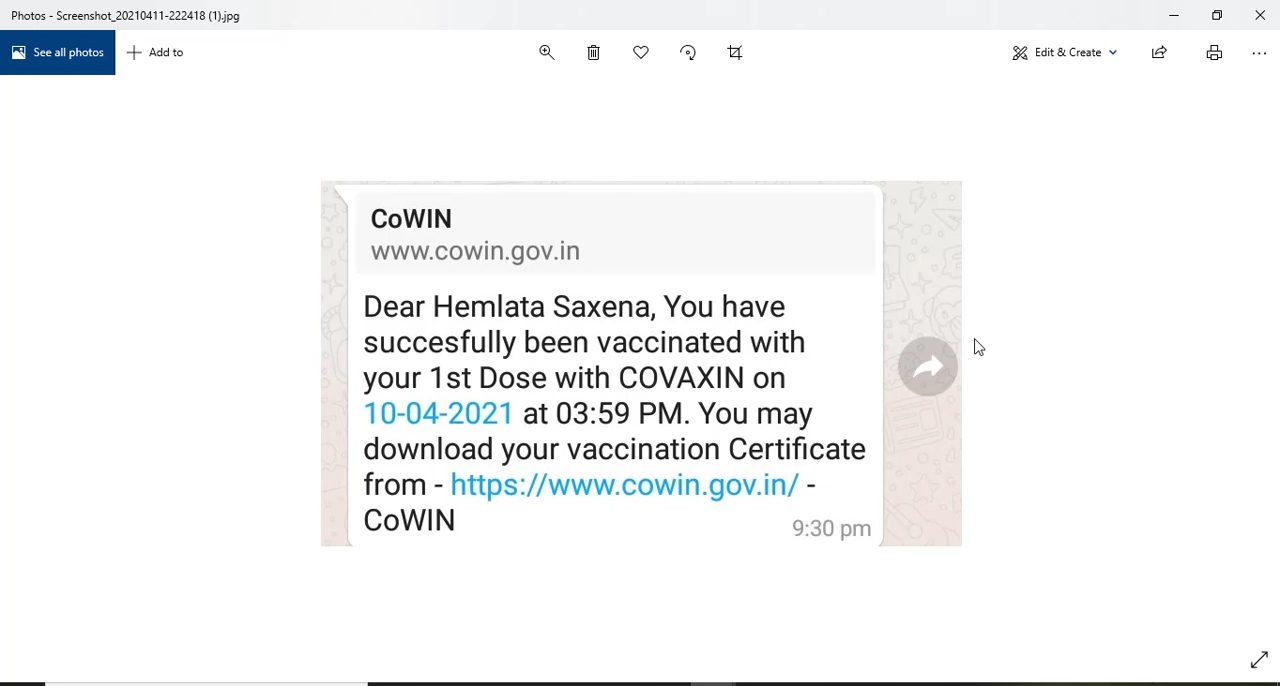 Photos - Screenshot_20210411-222418 (1).jpg
See all photos
Add to
Edit & Create
CoWIN
www.cowin.gov.in
Dear Hemlata Saxena, You have
succesfully been vaccinated with
your 1st Dose with COVAXIN on
10-04-2021 at 03:59 PM. You may
download your vaccination Certificate
from - https://www.cowin.gov.in/ -
CoWIN
9:30 pm